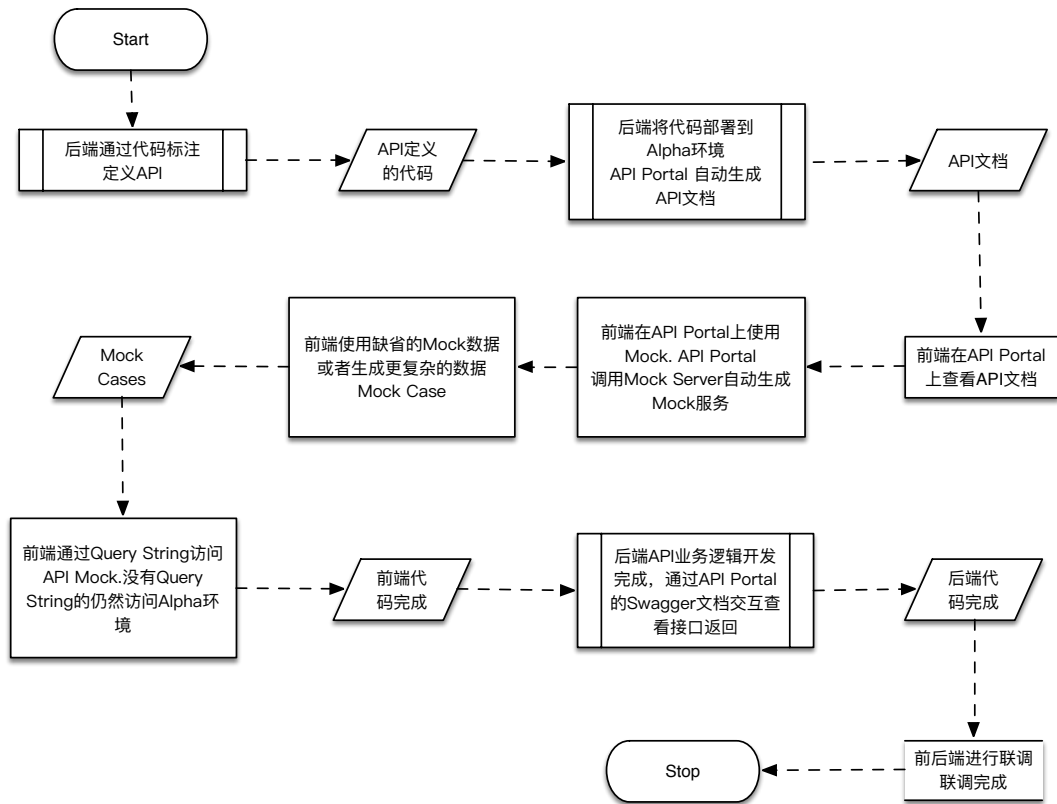 Start
后端通过代码标注
定义API
API定义
的代码
后端将代码部署到
Alpha环境
API Portal 自动生成
API文档
API文档
前端在API Portal
上查看API文档
前端在API Portal上使用
Mock. API Portal
调用Mock Server自动生成
Mock服务
前端使用缺省的Mock数据
或者生成更复杂的数据
Mock Case
Mock
Cases
前端通过Query String访问
API Mock.没有Query
String的仍然访问Alpha环
境
前端代
码完成
后端API业务逻辑开发
完成，通过API Portal
的Swagger文档交互查
看接口返回
后端代
码完成
前后端进行联调
联调完成
Stop